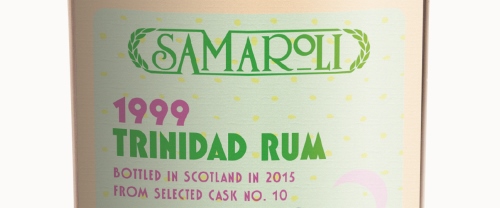 SAMAROLI
1999
TRINIDAD RUM
BOTTLED IN SCOTLAND IN 2015
FROM SELECTED CASK NO. 10